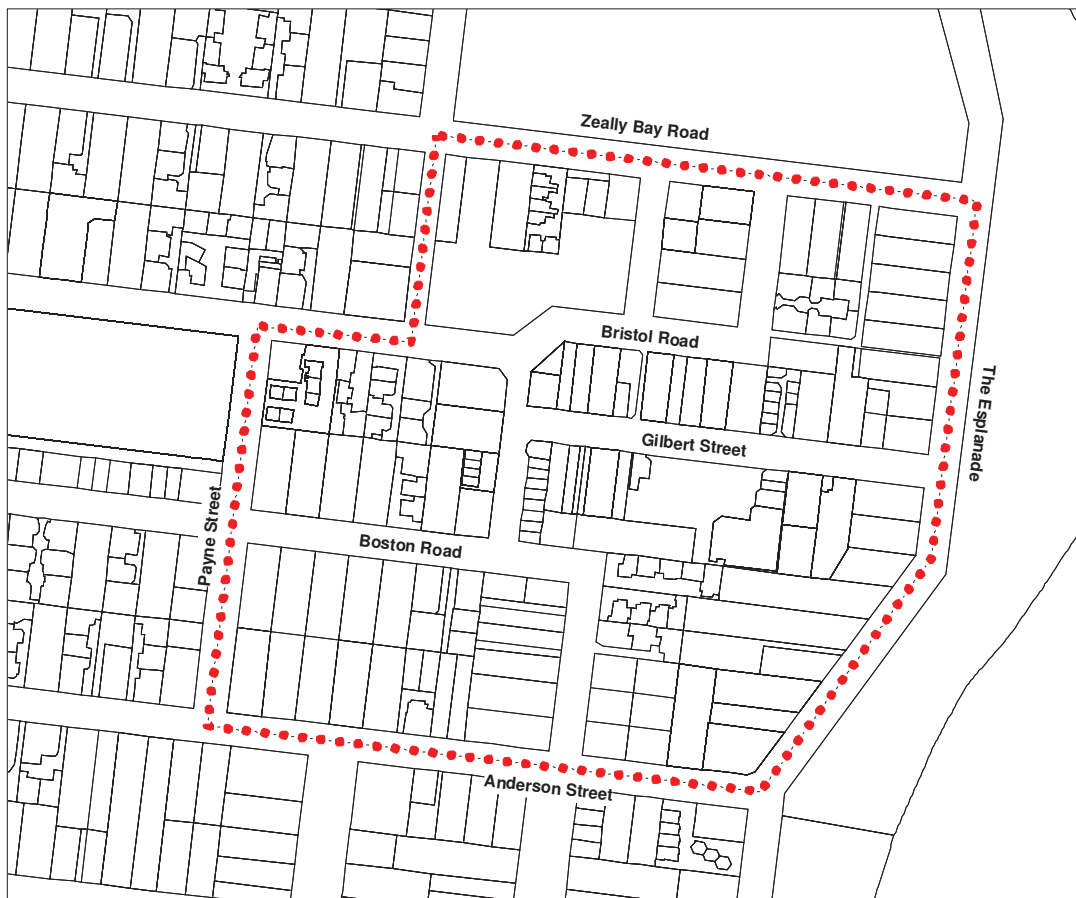 Zeally Bay Road
Bristol Road
The Esplanade
Gilbert Street
Payne Street
Boston Road
Anderson Street